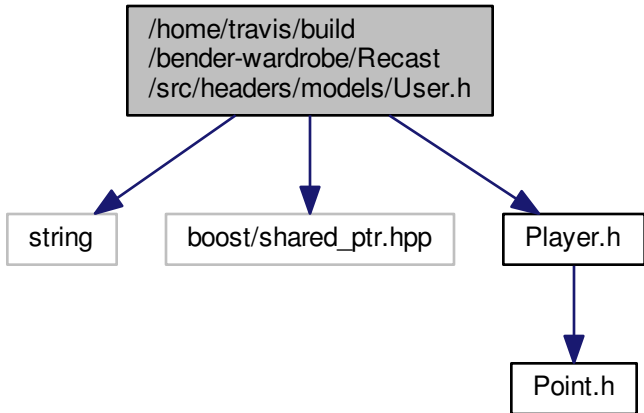 /home/travis/build
/bender-wardrobe/Recast
/src/headers/models/User.h
string
boost/shared_ptr.hpp
Player.h
Point.h